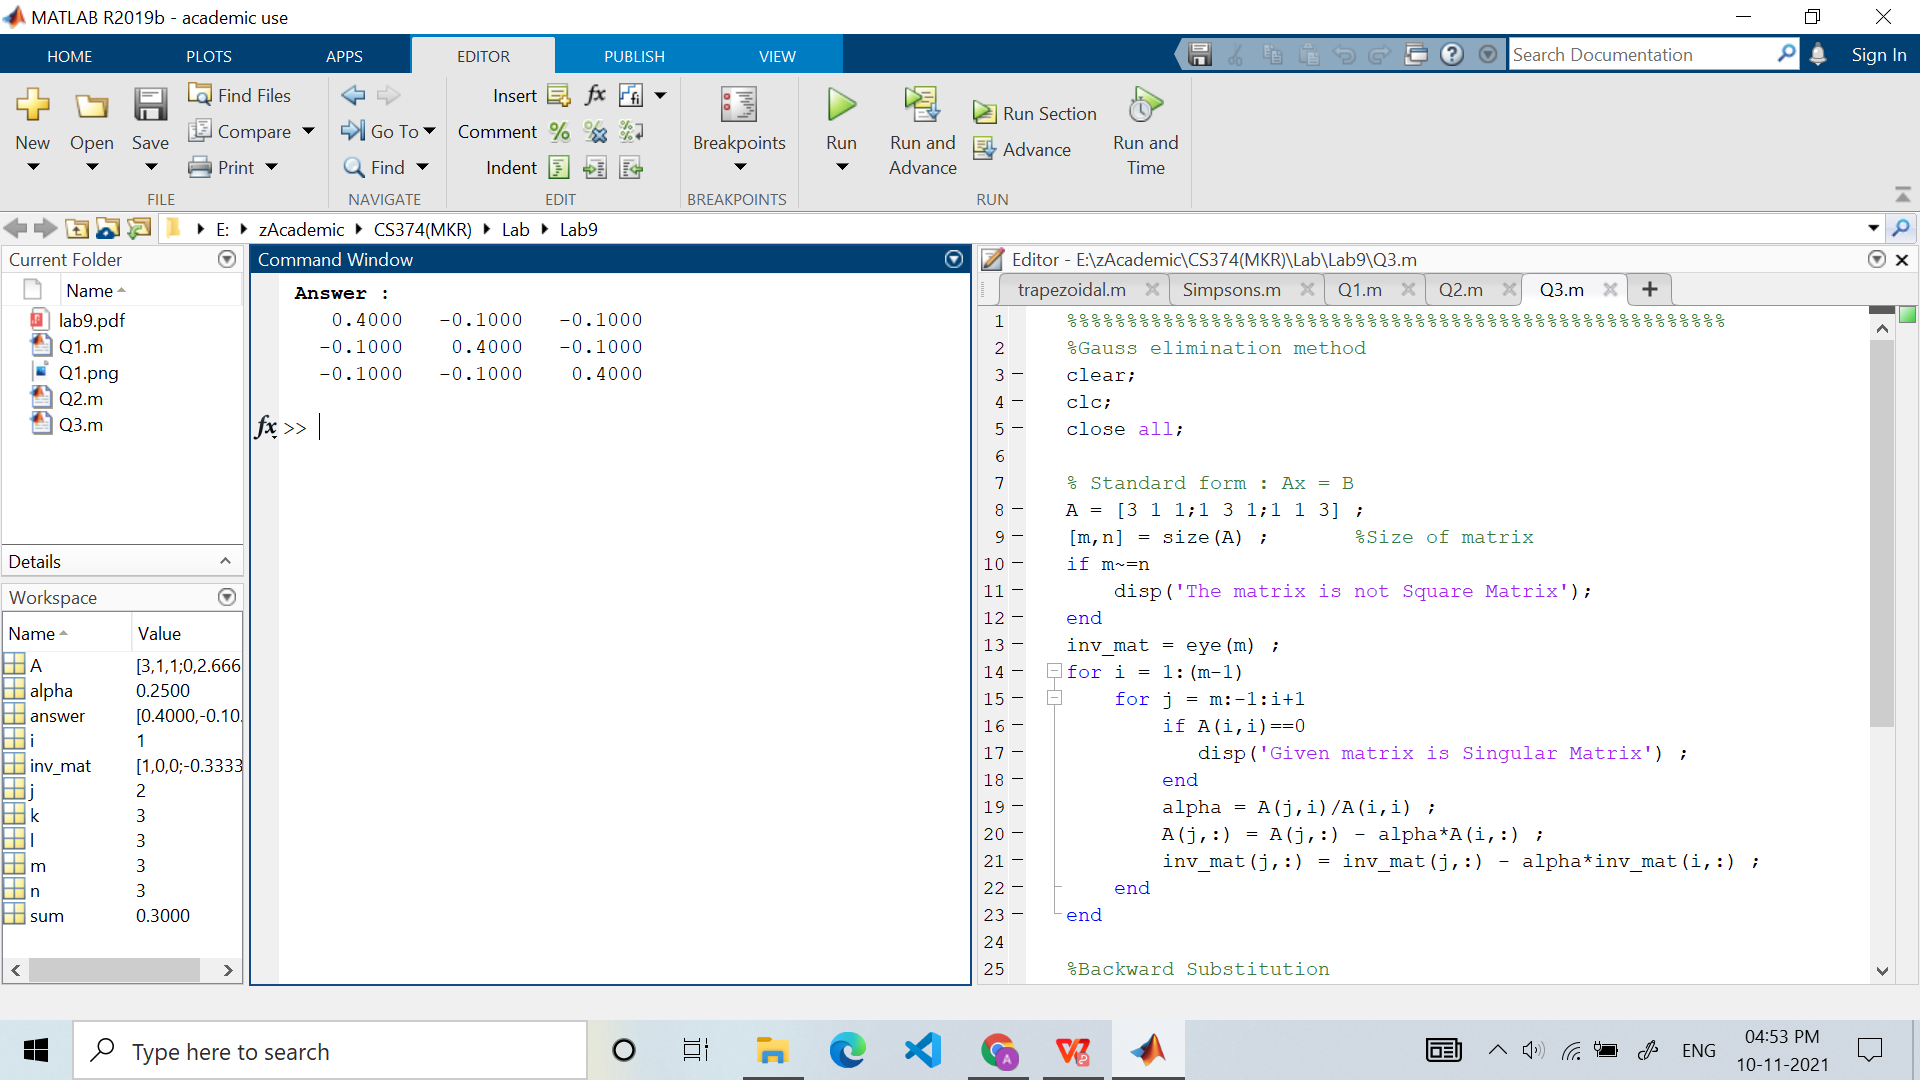 MATLAB R2019b - academic use
HOME PLOTS APPS EDITOR PUBLISH VIEW
Search Documentation
Sign In
New
Open
Save
Find Files
Compare
Print
FILE
Go To
Find
NAVIGATE
Insert
Comment
Indent
EDIT
Breakpoints
BREAKPOINTS
Run
Run and
Advance
Run Section
Advance
Run and
Time
RUN
E: zAcademic CS374(MKR) Lab Lab9
Current Folder
Name
lab9.pdf
Q1.m
Q1.png
Q2.m
Q3.m
Details
Workspace
Name Value
A [3,1,1;0,2.666
alpha 0.2500
answer [0.4000,-0.10.
i 1
inv_mat [1,0,0;-0.3333
j 2
k 3
l 3
m 3
n 3
sum 0.3000
Command Window
Answer :
0.4000 -0.1000 -0.1000
-0.1000 0.4000 -0.1000
-0.1000 -0.1000 0.4000
fx >>
Editor - E:\zAcademic\CS374(MKR)\Lab\Lab9\Q3.m
trapezoidal.m Simpsons.m Q1.m Q2.m Q3.m
1 %%%%%%%%%%%%%%%%%%%%%%%%%%%%%%%%%%%%%%%%%%%%%%%%%%%%%%%
2 %Gauss elimination method
3 clear;
4 clc;
5 close all;
6
7 % Standard form : Ax = B
8 A = [3 1 1;1 3 1;1 1 3] ;
9 [m,n] = size(A) ; %Size of matrix
10 if m~=n
11 disp('The matrix is not Square Matrix');
12 end
13 inv_mat = eye(m) ;
14 for i = 1:(m-1)
15 for j = m:-1:i+1
16 if A(i,i)==0
17 disp('Given matrix is Singular Matrix') ;
18 end
19 alpha = A(j,i)/A(i,i) ;
20 A(j,:) = A(j,:) - alpha*A(i,:) ;
21 inv_mat(j,:) = inv_mat(j,:) - alpha*inv_mat(i,:) ;
22 end
23 end
24
25 %Backward Substitution
Type here to search
ENG
04:53 PM
10-11-2021